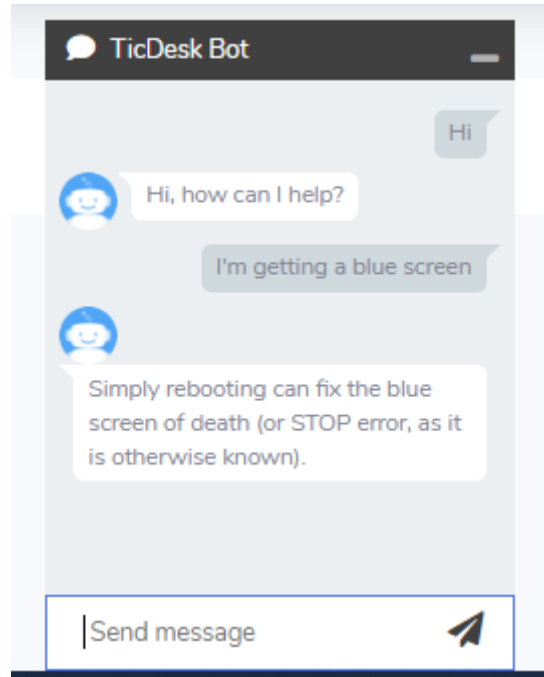 TicDesk Bot
Hi
Hi, how can I help?
I'm getting a blue screen
Simply rebooting can fix the blue
screen of death (or STOP error, as it
is otherwise known).
Send message